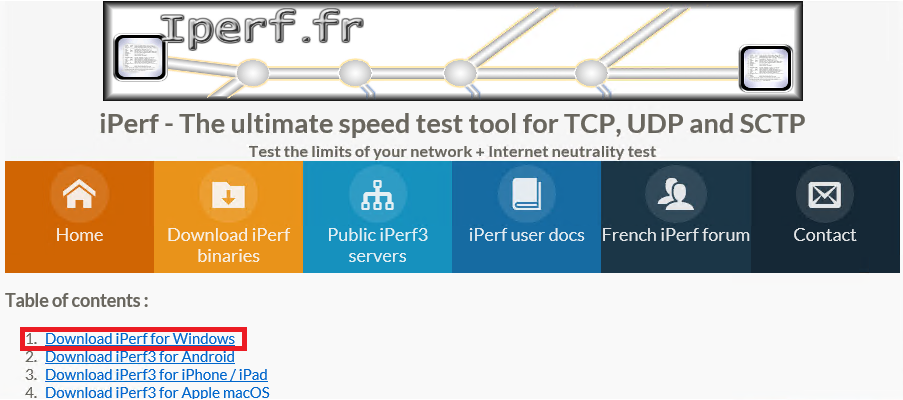 Iperf.fr
iPerf - The ultimate speed test tool for TCP, UDP and SCTP
Test the limits of your network + Internet neutrality test
Home
Download iPerf
binaries
Public iPerf3
servers
iPerf user docs
French iPerf forum
Contact
Table of contents :
1. Download iPerf for Windows
2. Download iPerf3 for Android
3. Download iPerf3 for iPhone / iPad
4. Download iPerf3 for Apple macOS